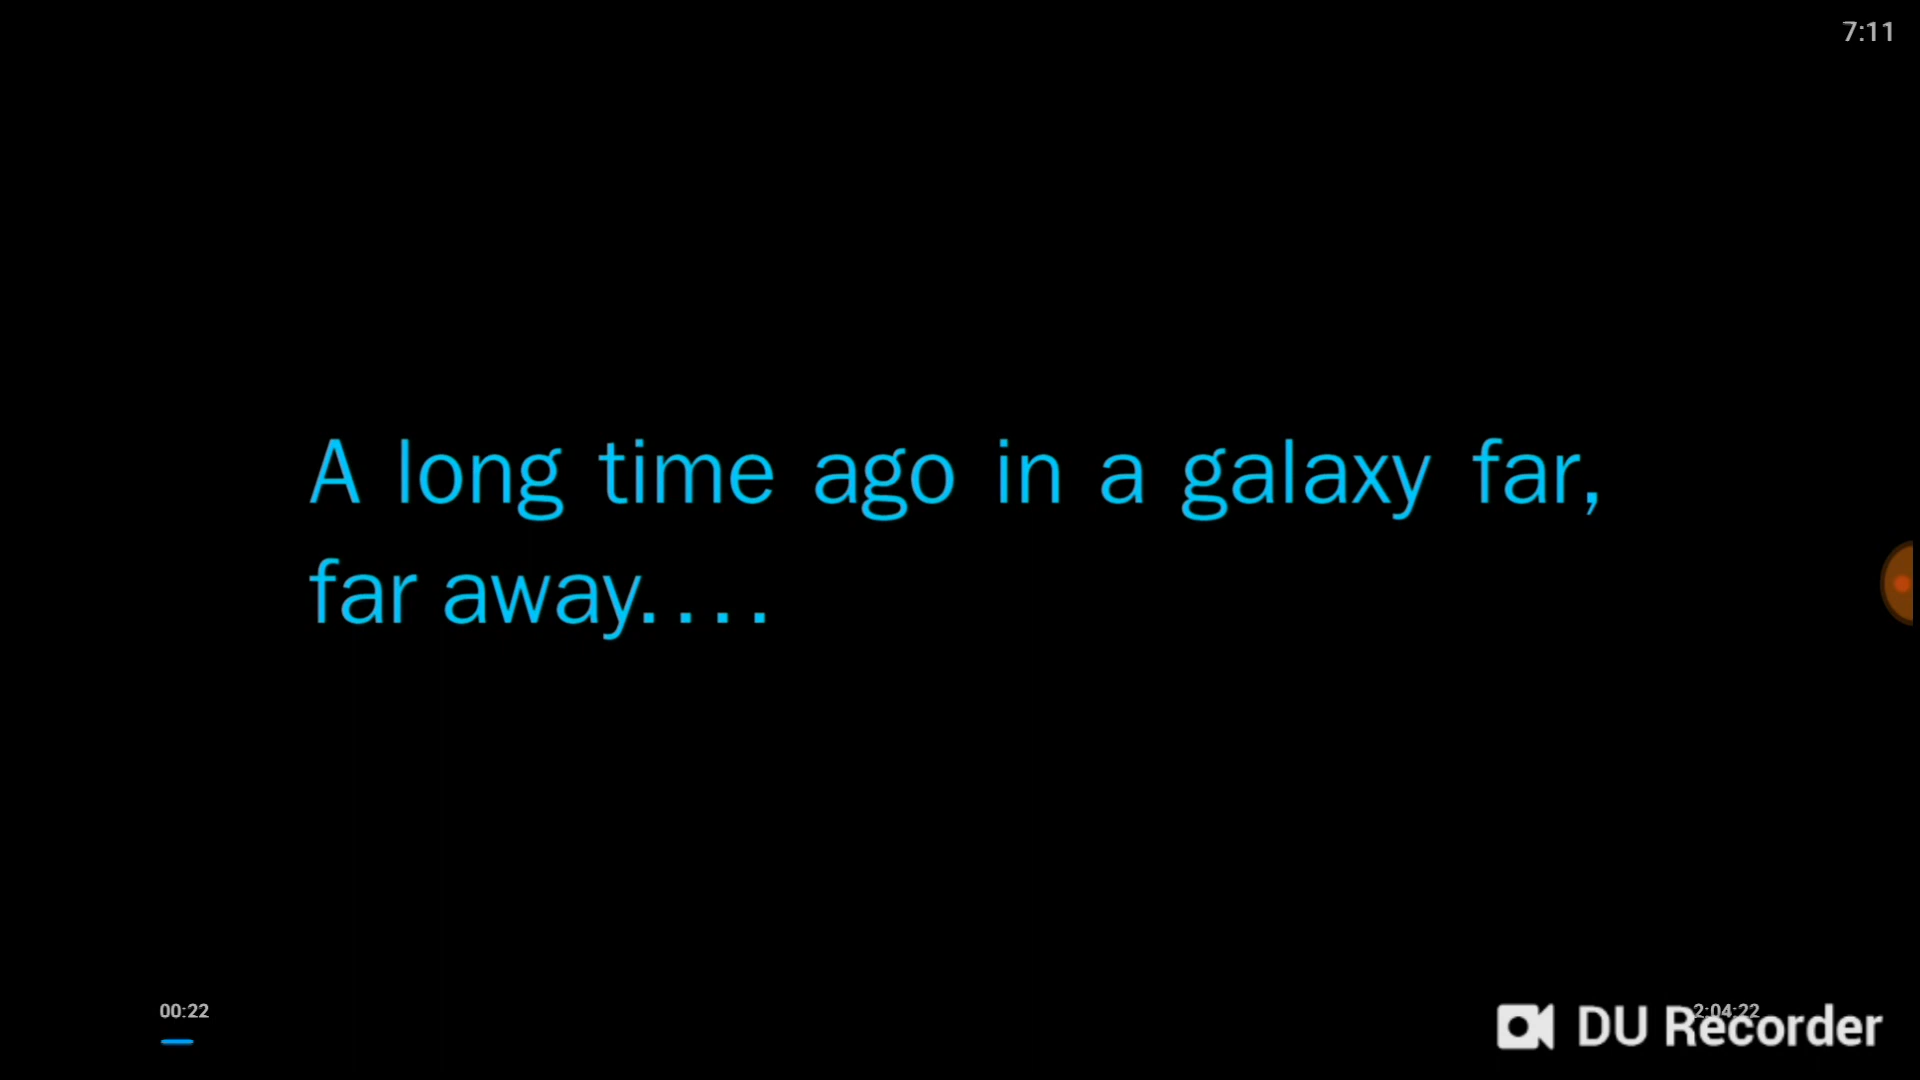 7:11
A long time ago in a galaxy far,
far away....
00:22
2:04:22
DU Recorder